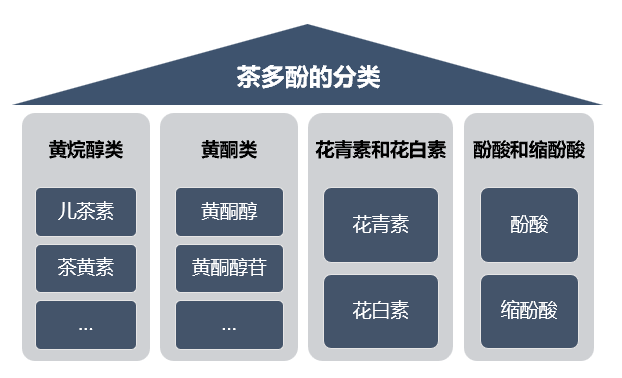 茶多酚的分类
黄烷醇类
儿茶素
茶黄素
...
黄酮类
黄酮醇
黄酮醇苷
...
花青素和花白素
花青素
花白素
酚酸和缩酚酸
酚酸
缩酚酸